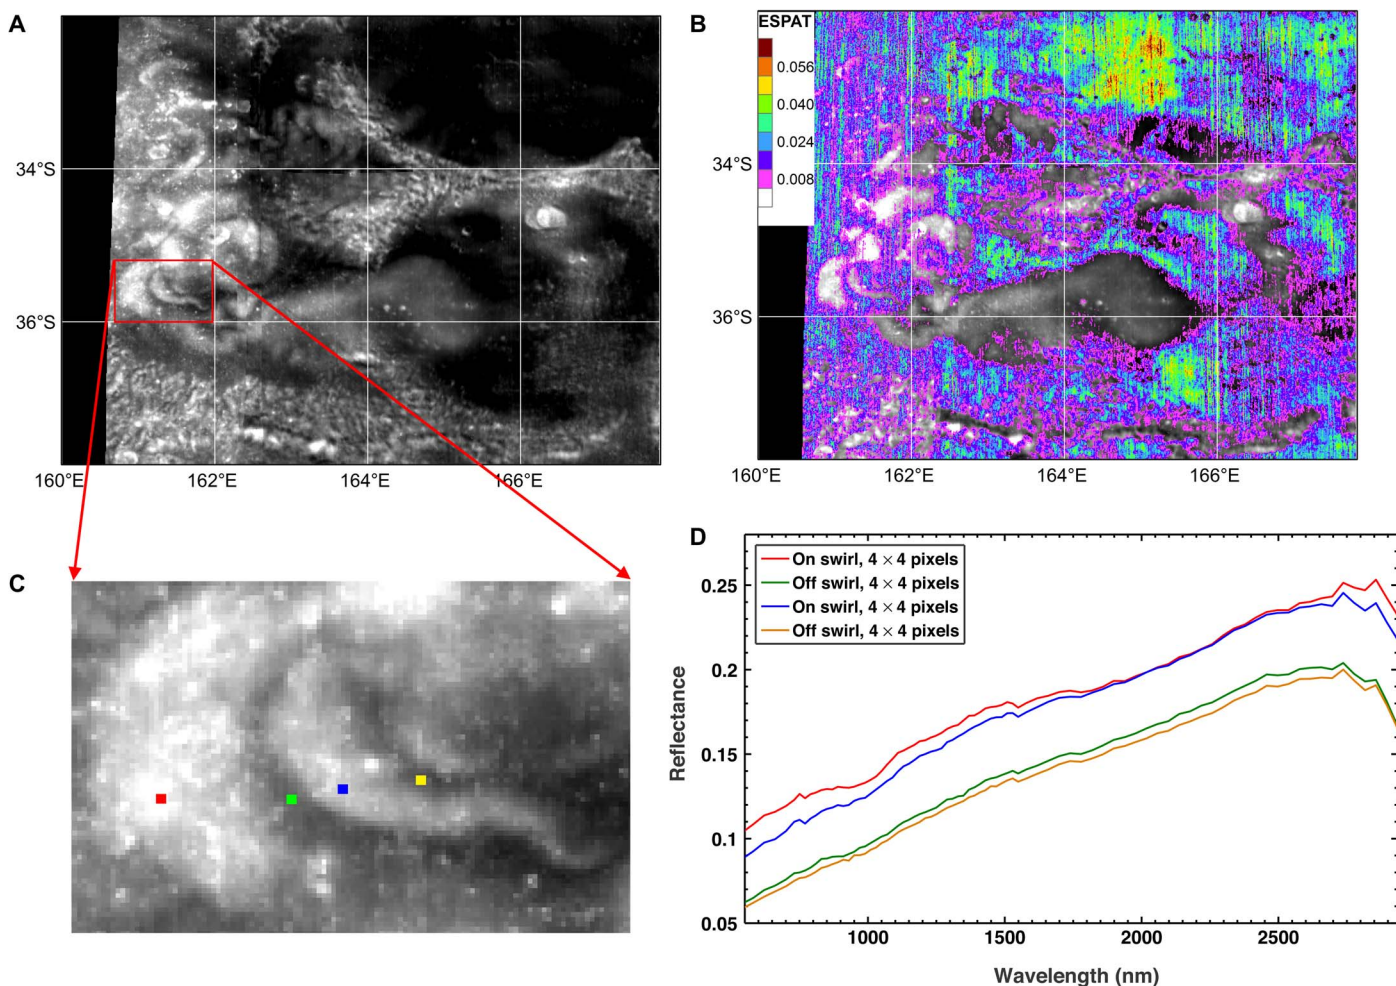 A
34°S
36°S
160°E 162°E 164°E 166°E
B
ESPAT
0.056
0.040
0.024
0.008
34°S
36°S
160°E 162°E 164°E 166°E
C
D
On swirl, 4 × 4 pixels
Off swirl, 4 × 4 pixels
On swirl, 4 × 4 pixels
Off swirl, 4 × 4 pixels
0.25
0.2
0.15
0.1
0.05
Reflectance
1000 1500 2000 2500
Wavelength (nm)